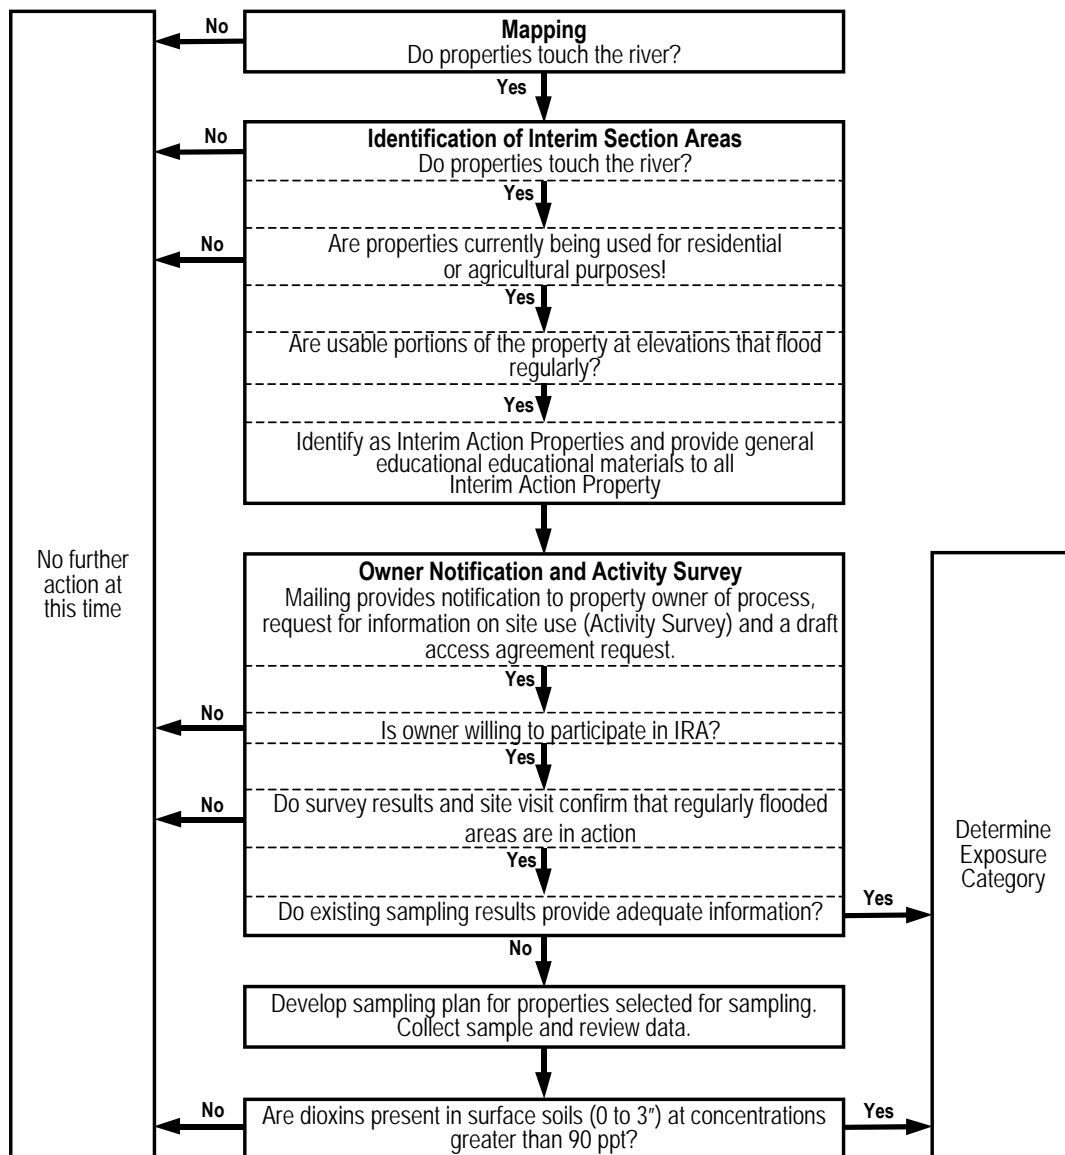 No
Mapping
Do properties touch the river?
Yes
No
Identification of Interim Section Areas
Do properties touch the river?
Yes
No
Are properties currently being used for residential
or agricultural purposes!
Yes
Are usable portions of the property at elevations that flood
regularly?
Yes
Identify as Interim Action Properties and provide general
educational educational materials to all
Interim Action Property
No further
action at
this time
Owner Notification and Activity Survey
Mailing provides notification to property owner of process,
request for information on site use (Activity Survey) and a draft
access agreement request.
Yes
No
Is owner willing to participate in IRA?
Yes
No
Do survey results and site visit confirm that regularly flooded
areas are in action
Yes
Do existing sampling results provide adequate information?
Yes
Determine
Exposure
Category
No
Develop sampling plan for properties selected for sampling.
Collect sample and review data.
No
Are dioxins present in surface soils (0 to 3″) at concentrations
greater than 90 ppt?
Yes